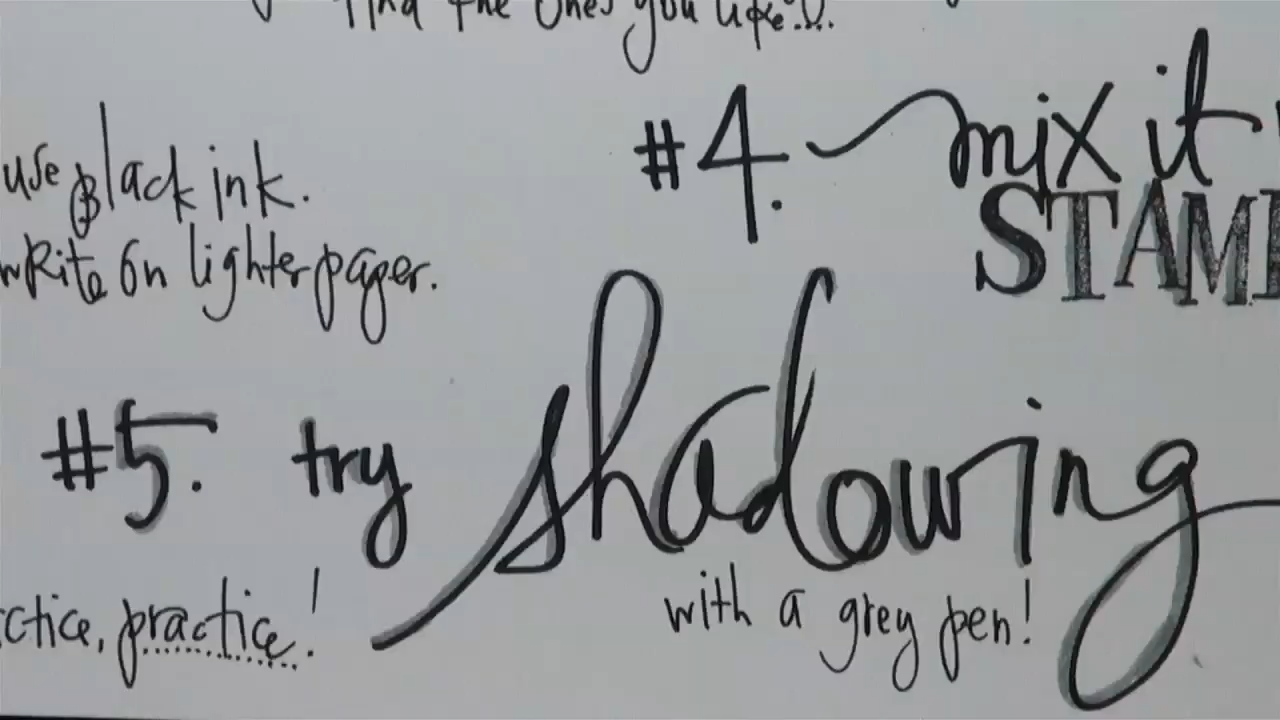 find the ones you like...
use black ink.
write on lighter paper.
#4. mix it
STAM
#5. try shadowing
with a grey pen!
ctice, practice!